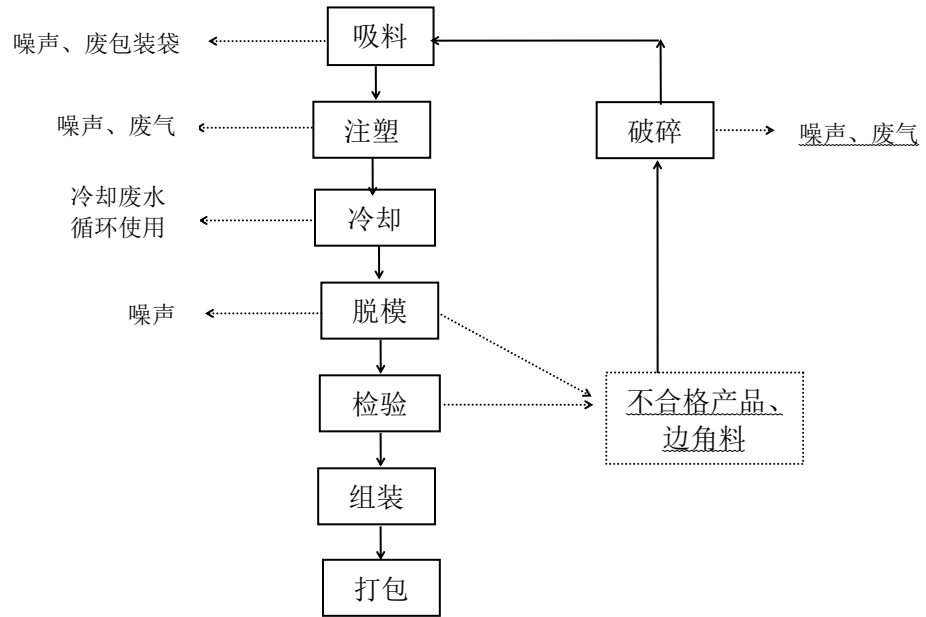 噪声、废包装袋
吸料
噪声、废气
注塑
破碎
噪声、废气
冷却废水
循环使用
冷却
噪声
脱模
检验
不合格产品、
边角料
组装
打包